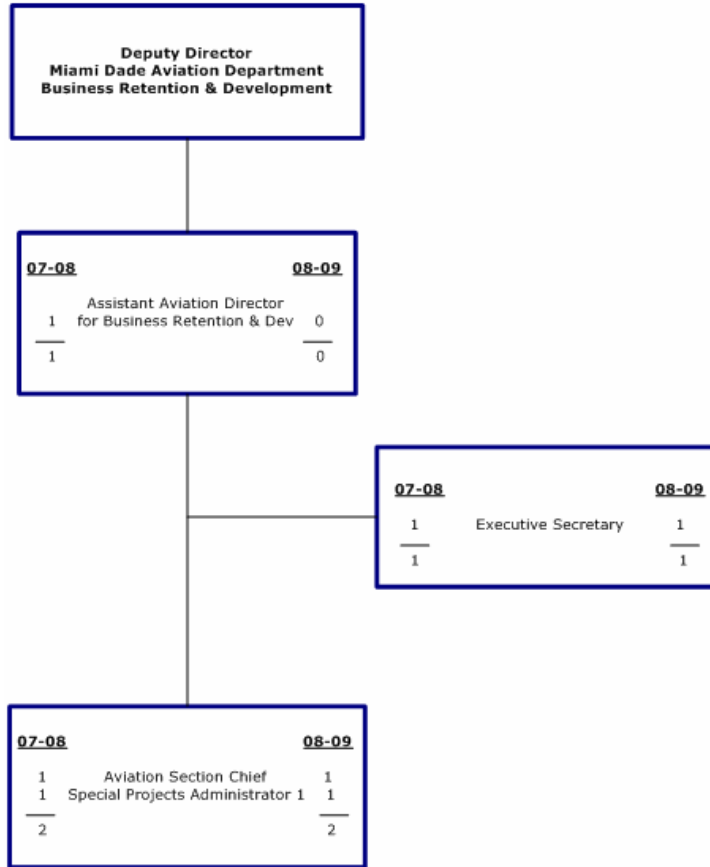 Deputy Director
Miami Dade Aviation Department
Business Retention & Development
07-08 08-09
Assistant Aviation Director
1 for Business Retention & Dev 0
1 0
07-08 08-09
1 Executive Secretary 1
1 1
07-08 08-09
1 Aviation Section Chief 1
1 Special Projects Administrator 1 1
2 2